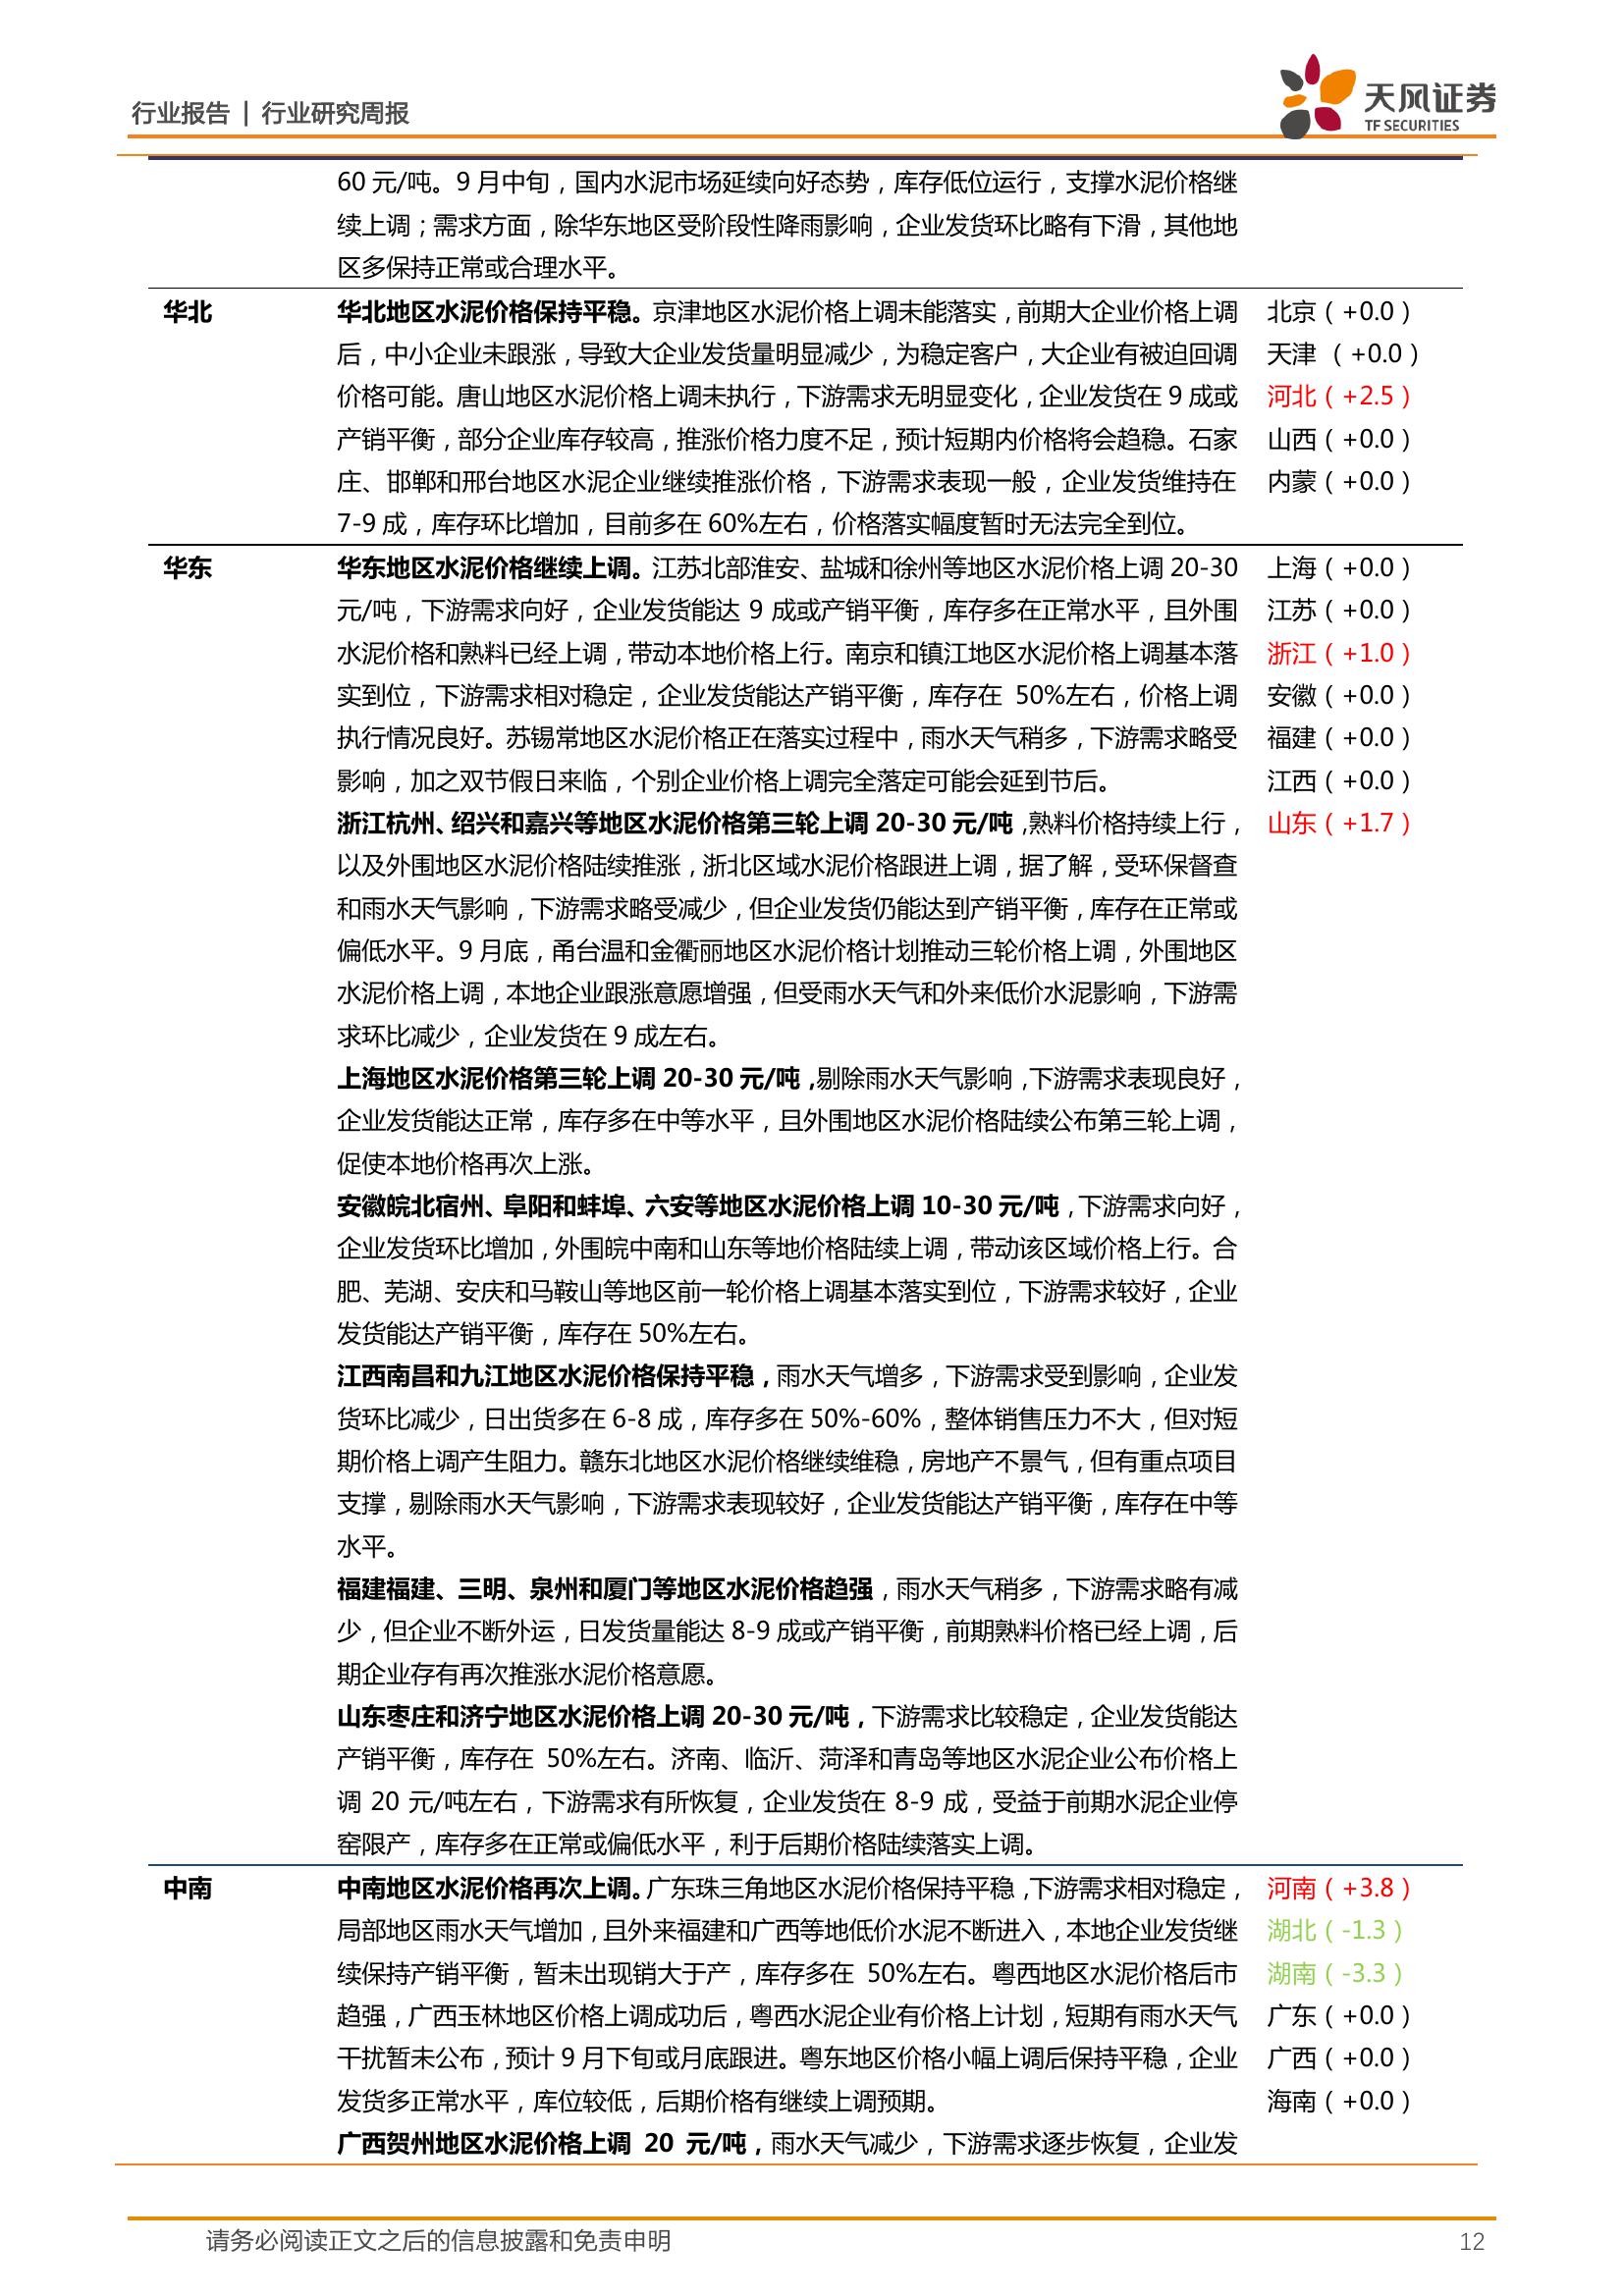 行业报告 | 行业研究周报
天风证券
TF SECURITIES
60 元/吨。9 月中旬，国内水泥市场延续向好态势，库存低位运行，支撑水泥价格继
续上调；需求方面，除华东地区受阶段性降雨影响，企业发货环比略有下滑，其他地
区多保持正常或合理水平。
华北
华北地区水泥价格保持平稳。京津地区水泥价格上调未能落实，前期大企业价格上调
后，中小企业未跟涨，导致大企业发货量明显减少，为稳定客户，大企业有被迫回调
价格可能。唐山地区水泥价格上调未执行，下游需求无明显变化，企业发货在 9 成或
产销平衡，部分企业库存较高，推涨价格力度不足，预计短期内价格将会趋稳。石家
庄、邯郸和邢台地区水泥企业继续推涨价格，下游需求表现一般，企业发货维持在
7-9 成，库存环比增加，目前多在 60%左右，价格落实幅度暂时无法完全到位。
北京（+0.0）
天津 （+0.0）
河北（+2.5）
山西（+0.0）
内蒙（+0.0）
华东
华东地区水泥价格继续上调。江苏北部淮安、盐城和徐州等地区水泥价格上调 20-30
元/吨，下游需求向好，企业发货能达 9 成或产销平衡，库存多在正常水平，且外围
水泥价格和熟料已经上调，带动本地价格上行。南京和镇江地区水泥价格上调基本落
实到位，下游需求相对稳定，企业发货能达产销平衡，库存在 50%左右，价格上调
执行情况良好。苏锡常地区水泥价格正在落实过程中，雨水天气稍多，下游需求略受
影响，加之双节假日来临，个别企业价格上调完全落定可能会延到节后。
浙江杭州、绍兴和嘉兴等地区水泥价格第三轮上调 20-30 元/吨，熟料价格持续上行，
以及外围地区水泥价格陆续推涨，浙北区域水泥价格跟进上调，据了解，受环保督查
和雨水天气影响，下游需求略受减少，但企业发货仍能达到产销平衡，库存在正常或
偏低水平。9 月底，甬台温和金衢丽地区水泥价格计划推动三轮价格上调，外围地区
水泥价格上调，本地企业跟涨意愿增强，但受雨水天气和外来低价水泥影响，下游需
求环比减少，企业发货在 9 成左右。
上海地区水泥价格第三轮上调 20-30 元/吨，剔除雨水天气影响，下游需求表现良好，
企业发货能达正常，库存多在中等水平，且外围地区水泥价格陆续公布第三轮上调，
促使本地价格再次上涨。
安徽皖北宿州、阜阳和蚌埠、六安等地区水泥价格上调 10-30 元/吨，下游需求向好，
企业发货环比增加，外围皖中南和山东等地价格陆续上调，带动该区域价格上行。合
肥、芜湖、安庆和马鞍山等地区前一轮价格上调基本落实到位，下游需求较好，企业
发货能达产销平衡，库存在 50%左右。
江西南昌和九江地区水泥价格保持平稳，雨水天气增多，下游需求受到影响，企业发
货环比减少，日出货多在 6-8 成，库存多在 50%-60%，整体销售压力不大，但对短
期价格上调产生阻力。赣东北地区水泥价格继续维稳，房地产不景气，但有重点项目
支撑，剔除雨水天气影响，下游需求表现较好，企业发货能达产销平衡，库存在中等
水平。
福建福建、三明、泉州和厦门等地区水泥价格趋强，雨水天气稍多，下游需求略有减
少，但企业不断外运，日发货量能达 8-9 成或产销平衡，前期熟料价格已经上调，后
期企业存有再次推涨水泥价格意愿。
山东枣庄和济宁地区水泥价格上调 20-30 元/吨，下游需求比较稳定，企业发货能达
产销平衡，库存在 50%左右。济南、临沂、菏泽和青岛等地区水泥企业公布价格上
调 20 元/吨左右，下游需求有所恢复，企业发货在 8-9 成，受益于前期水泥企业停
窑限产，库存多在正常或偏低水平，利于后期价格陆续落实上调。
上海（+0.0）
江苏（+0.0）
浙江（+1.0）
安徽（+0.0）
福建（+0.0）
江西（+0.0）
山东（+1.7）
中南
中南地区水泥价格再次上调。广东珠三角地区水泥价格保持平稳，下游需求相对稳定，
局部地区雨水天气增加，且外来福建和广西等地低价水泥不断进入，本地企业发货继
续保持产销平衡，暂未出现销大于产，库存多在 50%左右。粤西地区水泥价格后市
趋强，广西玉林地区价格上调成功后，粤西水泥企业有价格上计划，短期有雨水天气
干扰暂未公布，预计 9 月下旬或月底跟进。粤东地区价格小幅上调后保持平稳，企业
发货多正常水平，库位较低，后期价格有继续上调预期。
广西贺州地区水泥价格上调 20 元/吨，雨水天气减少，下游需求逐步恢复，企业发
河南（+3.8）
湖北（-1.3）
湖南（-3.3）
广东（+0.0）
广西（+0.0）
海南（+0.0）
请务必阅读正文之后的信息披露和免责申明
12